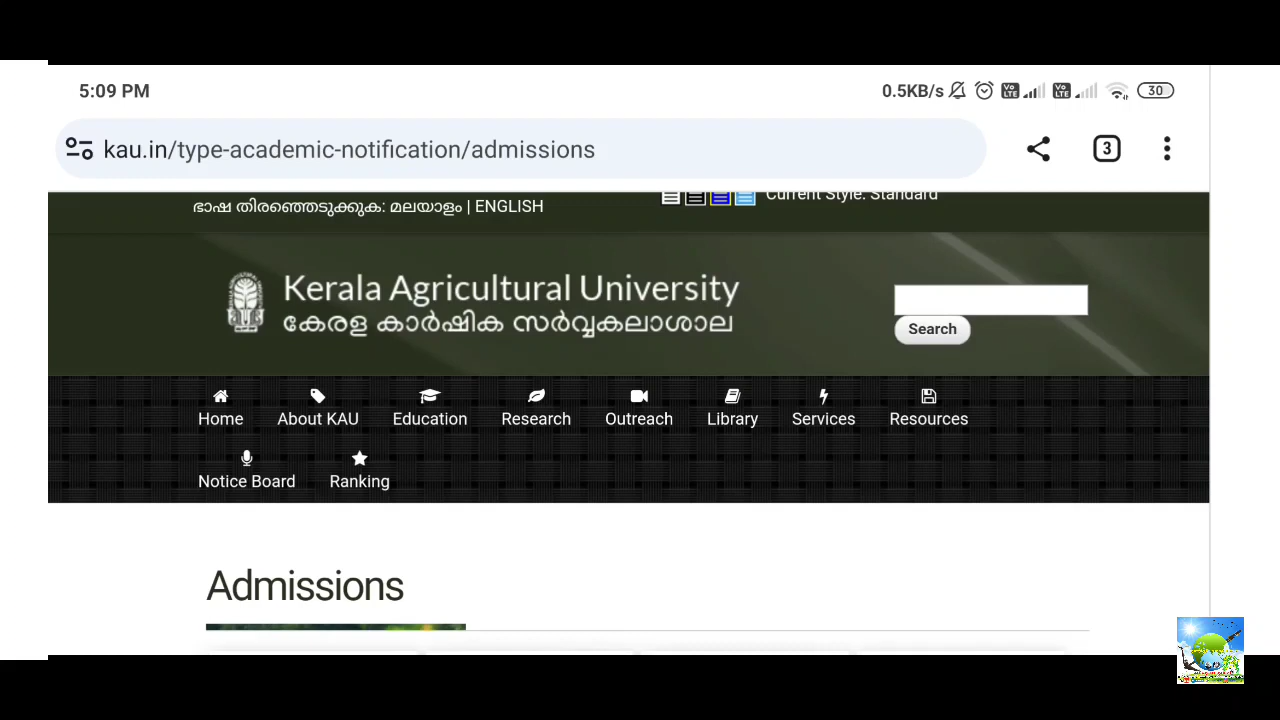 5:09 PM
0.5KB/s
30
kau.in/type-academic-notification/admissions
3
ഭാഷ തിരഞ്ഞെടുക്കുക: മലയാളം | ENGLISH
Current Style: Standard
Kerala Agricultural University
കേരള കാർഷിക സർവ്വകലാശാല
Search
Home About KAU Education Research Outreach Library Services Resources
Notice Board Ranking
Admissions